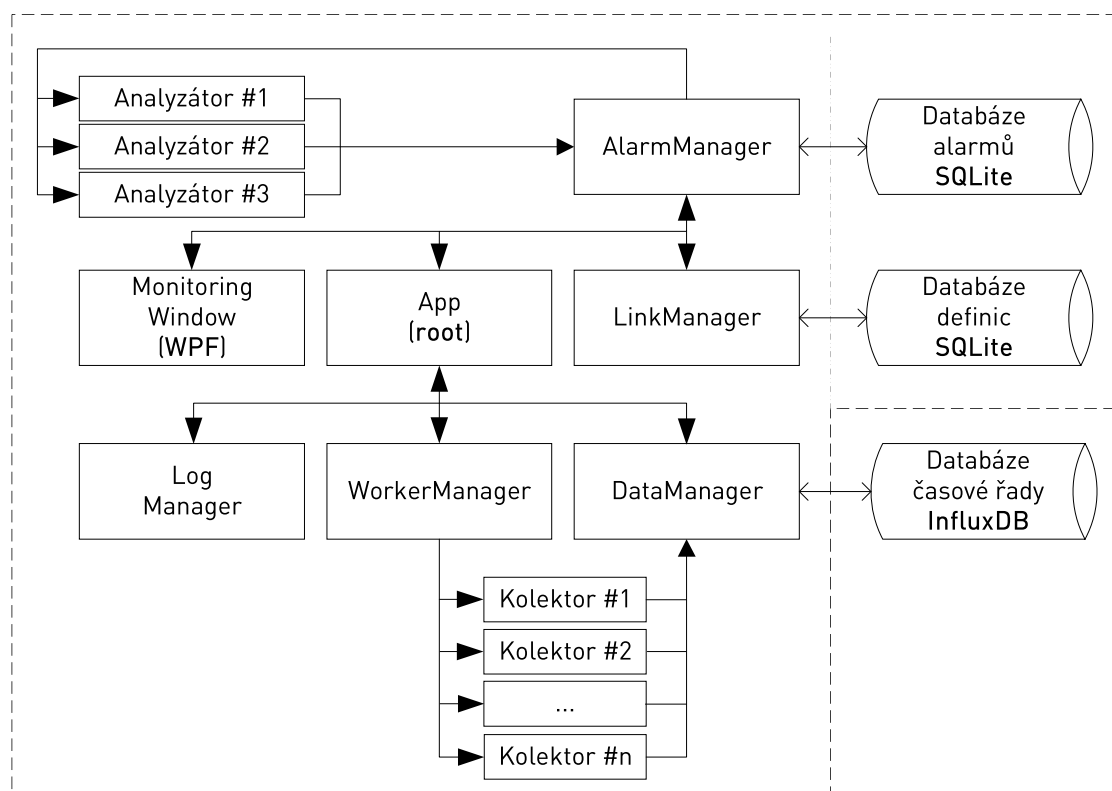 Analyzátor #1
Analyzátor #2
Analyzátor #3
AlarmManager
Databáze
alarmů
SQLite
Monitoring
Window
(WPF)
App
(root)
LinkManager
Databáze
definic
SQLite
Log
Manager
WorkerManager
DataManager
Databáze
časové řady
InfluxDB
Kolektor #1
Kolektor #2
...
Kolektor #n